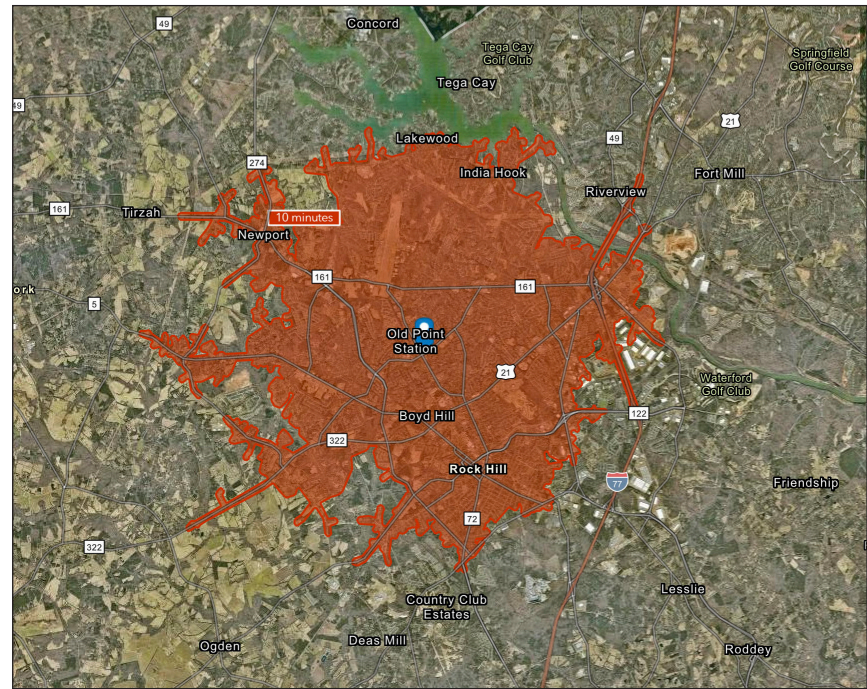 49
Concord
Tega Cay
Golf Club
Springfield
Golf Course
Tega Cay
49
21
49
Lakewood
274
India Hook
Fort Mill
Riverview
161
Tirzah
10 minutes
Newport
161
161
ork
5
Old Point
Station
21
Waterford
Golf Club
Boyd Hill
122
322
Rock Hill
77
Friendship
72
322
Lesslie
Country Club
Estates
Deas Mill
Ogden
Roddey